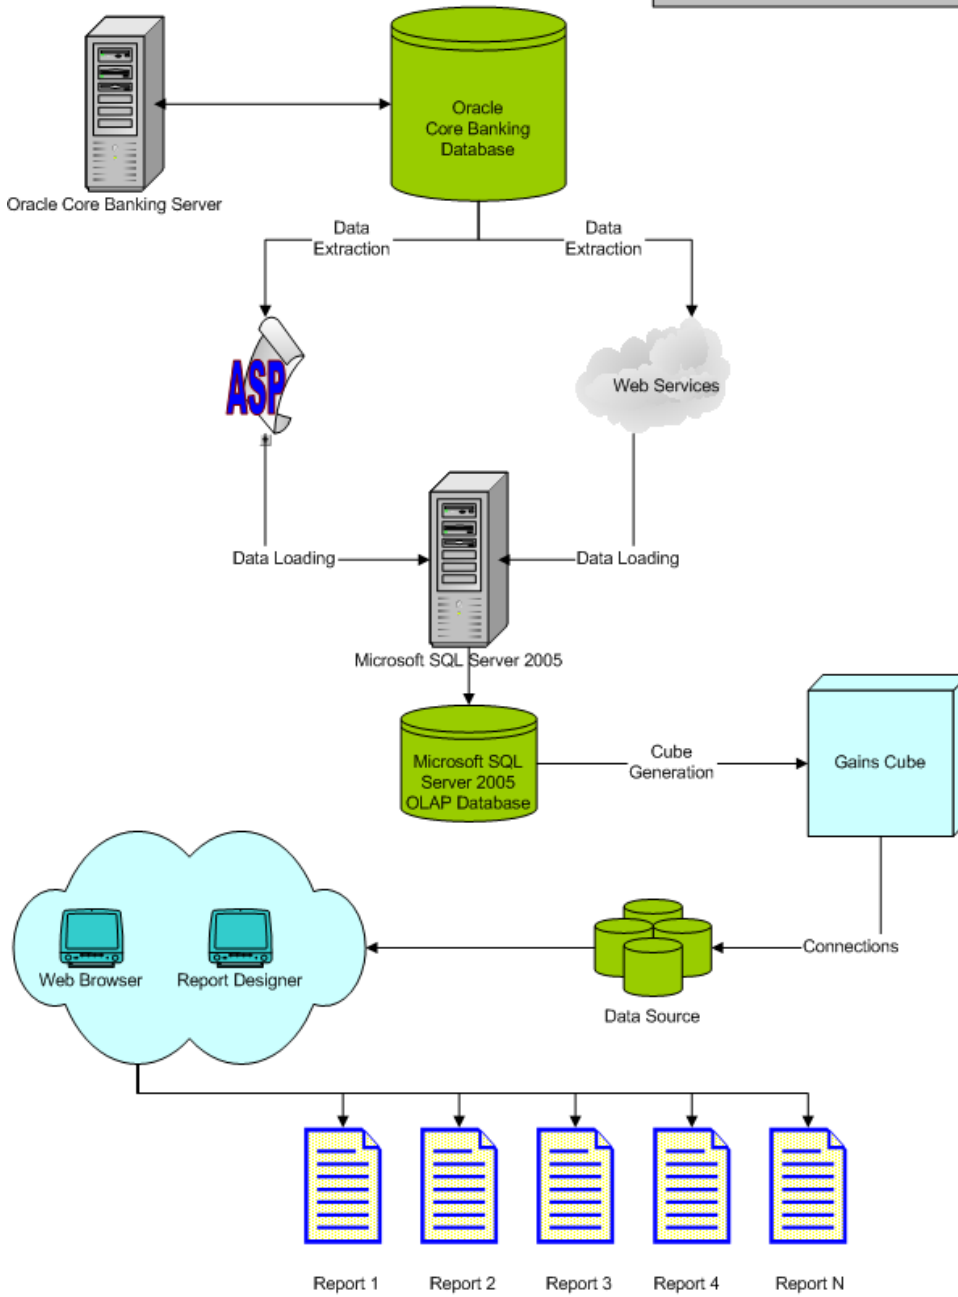 Oracle
Core Banking
Database
Oracle Core Banking Server
Data
Extraction
Data
Extraction
ASP
Web Services
Data Loading
Data Loading
Microsoft SQL Server 2005
Microsoft SQL
Server 2005
OLAP Database
Cube
Generation
Gains Cube
Web Browser
Report Designer
Connections
Data Source
Report 1
Report 2
Report 3
Report 4
Report N